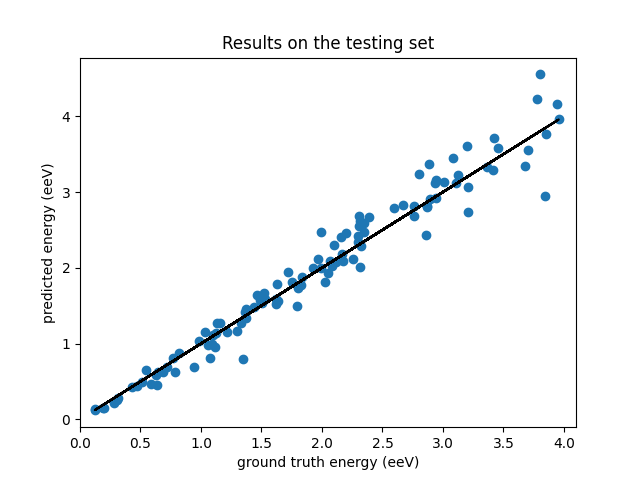 Results on the testing set
predicted energy (eeV)
4
3
2
1
0
0.0 0.5 1.0 1.5 2.0 2.5 3.0 3.5 4.0
ground truth energy (eeV)